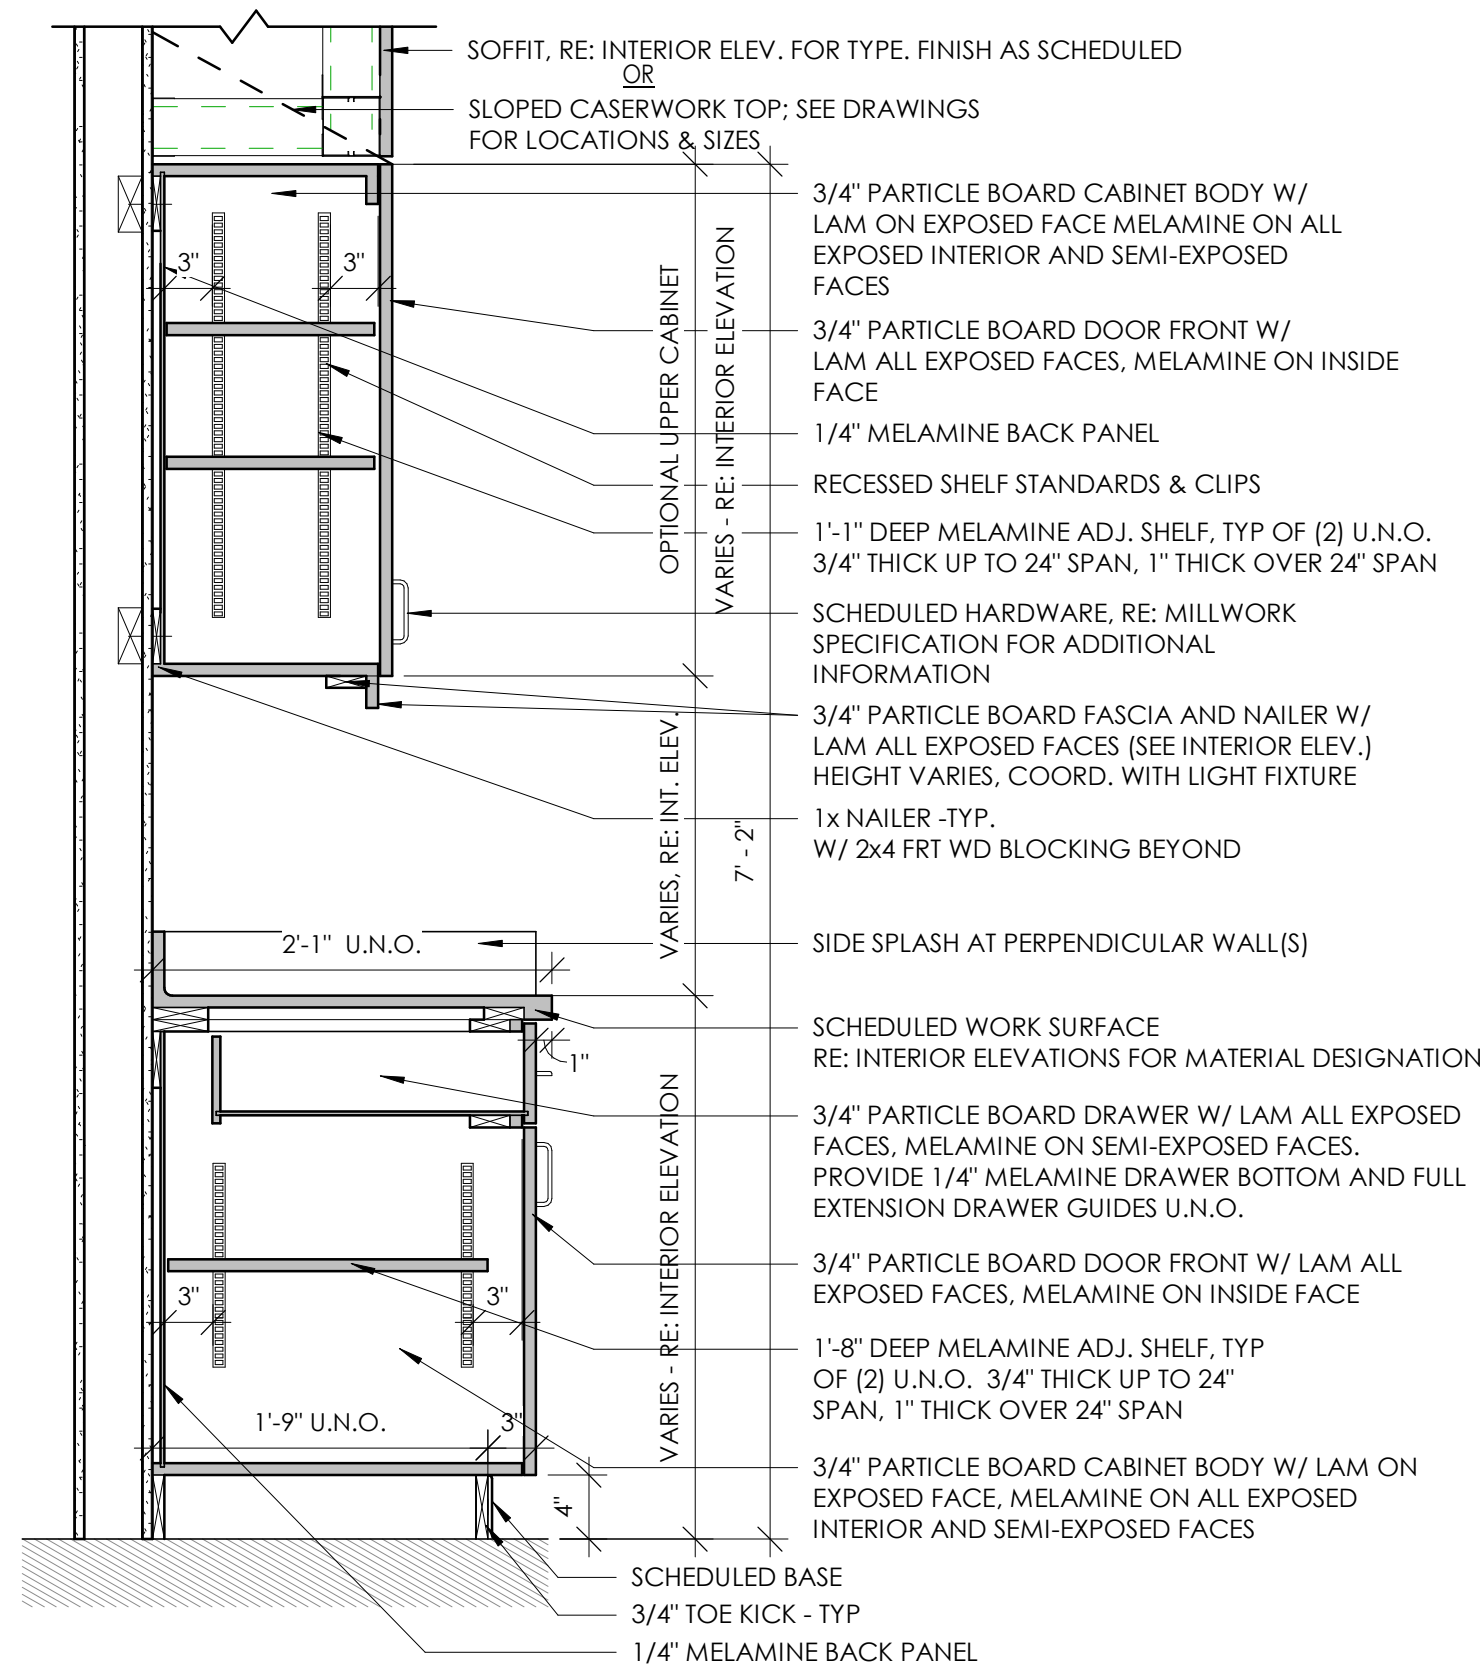 SOFFIT, RE: INTERIOR ELEV. FOR TYPE. FINISH AS SCHEDULED
OR
SLOPED CASERWORK TOP; SEE DRAWINGS
FOR LOCATIONS & SIZES
3/4" PARTICLE BOARD CABINET BODY W/
LAM ON EXPOSED FACE MELAMINE ON ALL
EXPOSED INTERIOR AND SEMI-EXPOSED
FACES
3"
3"
OPTIONAL UPPER CABINET
VARIES - RE: INTERIOR ELEVATION
3/4" PARTICLE BOARD DOOR FRONT W/
LAM ALL EXPOSED FACES, MELAMINE ON INSIDE
FACE
1/4" MELAMINE BACK PANEL
RECESSED SHELF STANDARDS & CLIPS
1'-1" DEEP MELAMINE ADJ. SHELF, TYP OF (2) U.N.O.
3/4" THICK UP TO 24" SPAN, 1" THICK OVER 24" SPAN
SCHEDULED HARDWARE, RE: MILLWORK
SPECIFICATION FOR ADDITIONAL
INFORMATION
3/4" PARTICLE BOARD FASCIA AND NAILER W/
LAM ALL EXPOSED FACES (SEE INTERIOR ELEV.)
HEIGHT VARIES, COORD. WITH LIGHT FIXTURE
VARIES, RE: INT. ELEV.
7' - 2"
1x NAILER -TYP.
W/ 2x4 FRT WD BLOCKING BEYOND
2'-1" U.N.O.
SIDE SPLASH AT PERPENDICULAR WALL(S)
SCHEDULED WORK SURFACE
RE: INTERIOR ELEVATIONS FOR MATERIAL DESIGNATION
1"
VARIES - RE: INTERIOR ELEVATION
3/4" PARTICLE BOARD DRAWER W/ LAM ALL EXPOSED
FACES, MELAMINE ON SEMI-EXPOSED FACES.
PROVIDE 1/4" MELAMINE DRAWER BOTTOM AND FULL
EXTENSION DRAWER GUIDES U.N.O.
3/4" PARTICLE BOARD DOOR FRONT W/ LAM ALL
EXPOSED FACES, MELAMINE ON INSIDE FACE
3"
3"
1'-8" DEEP MELAMINE ADJ. SHELF, TYP
OF (2) U.N.O. 3/4" THICK UP TO 24"
SPAN, 1" THICK OVER 24" SPAN
1'-9" U.N.O.
3"
3/4" PARTICLE BOARD CABINET BODY W/ LAM ON
EXPOSED FACE, MELAMINE ON ALL EXPOSED
INTERIOR AND SEMI-EXPOSED FACES
4"
SCHEDULED BASE
3/4" TOE KICK - TYP
1/4" MELAMINE BACK PANEL